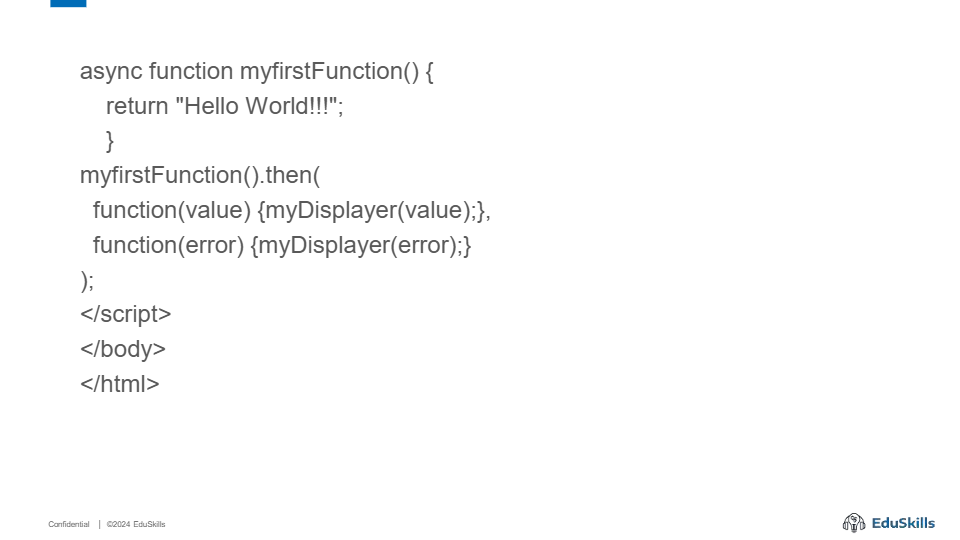 async function myfirstFunction() {
return "Hello World!!!";
}
myfirstFunction().then(
function(value) {myDisplayer(value);},
function(error) {myDisplayer(error);}
);
</script>
</body>
</html>
Confidential | ©2024 EduSkills
EduSkills